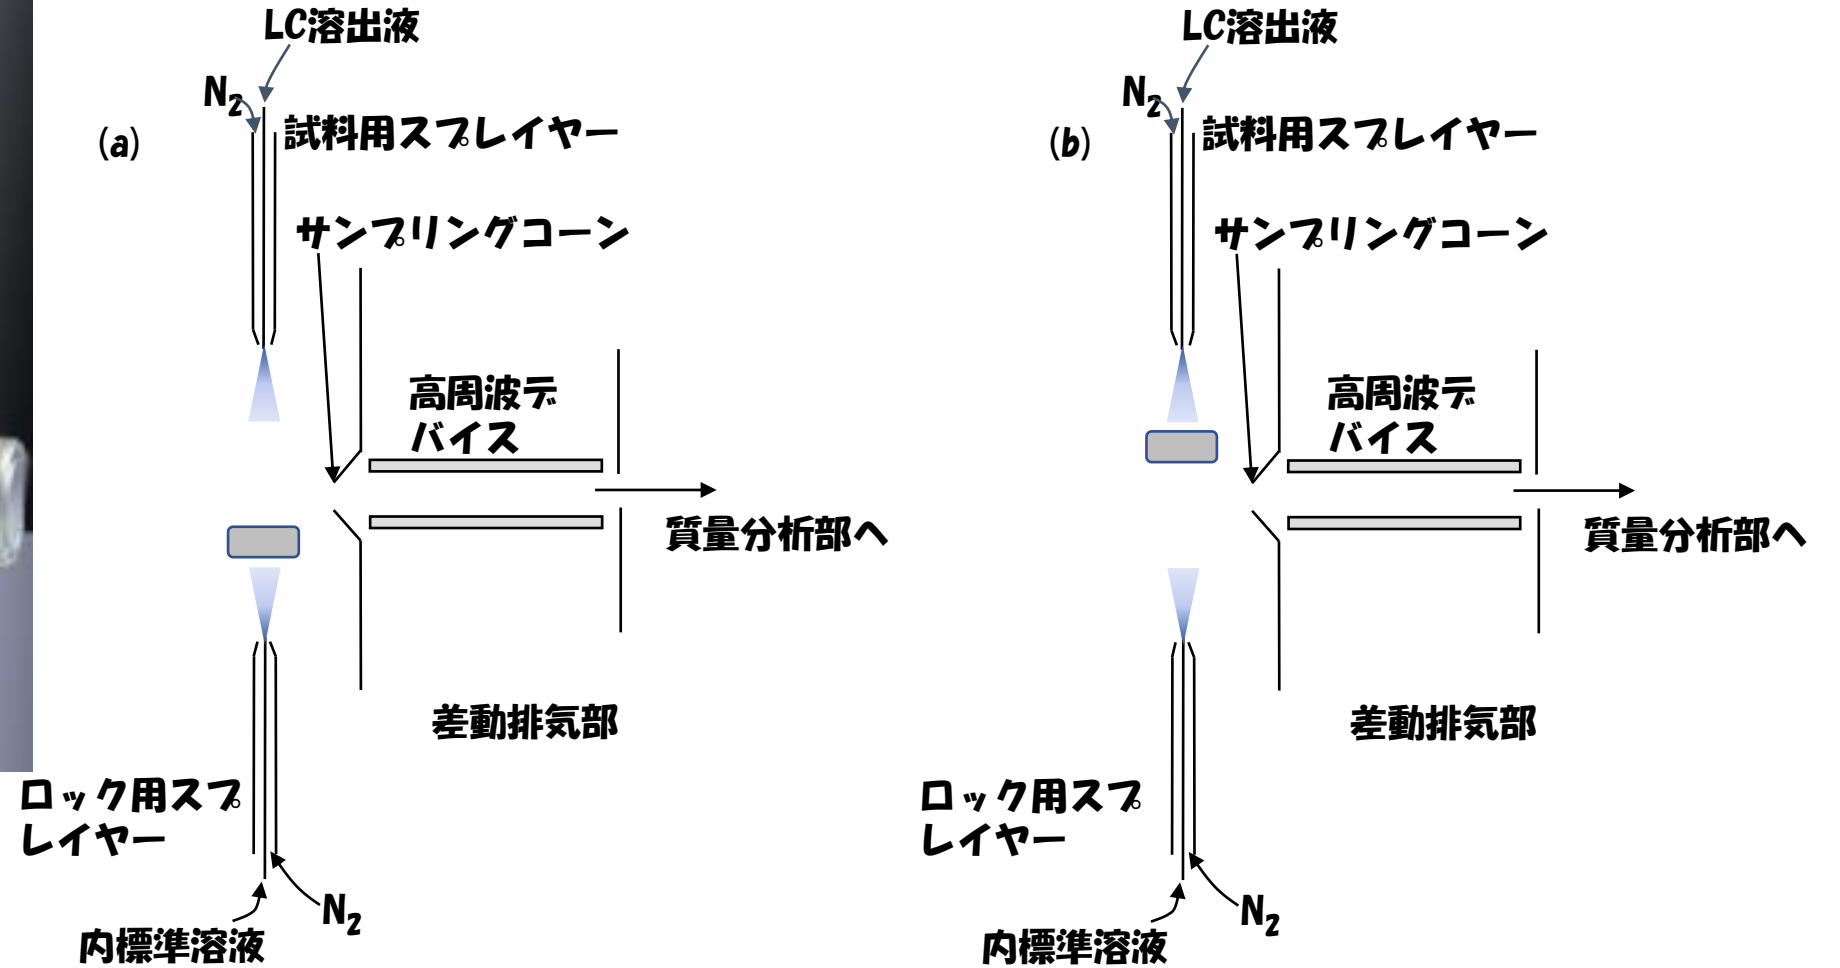 (a)
LC溶出液
N2
試料用スプレイヤー
サンプリングコーン
高周波デ
バイス
質量分析部へ
差動排気部
ロック用スプ
レイヤー
N2
内標準溶液
(b)
LC溶出液
N2
試料用スプレイヤー
サンプリングコーン
高周波デ
バイス
質量分析部へ
差動排気部
ロック用スプ
レイヤー
N2
内標準溶液